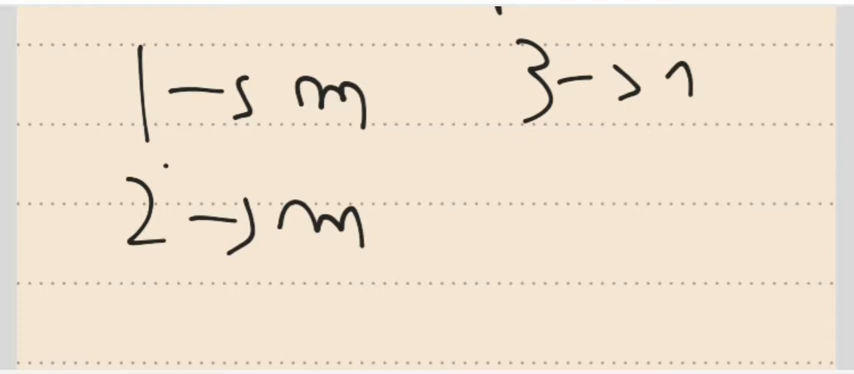 1 → m 3 → n
2 → m